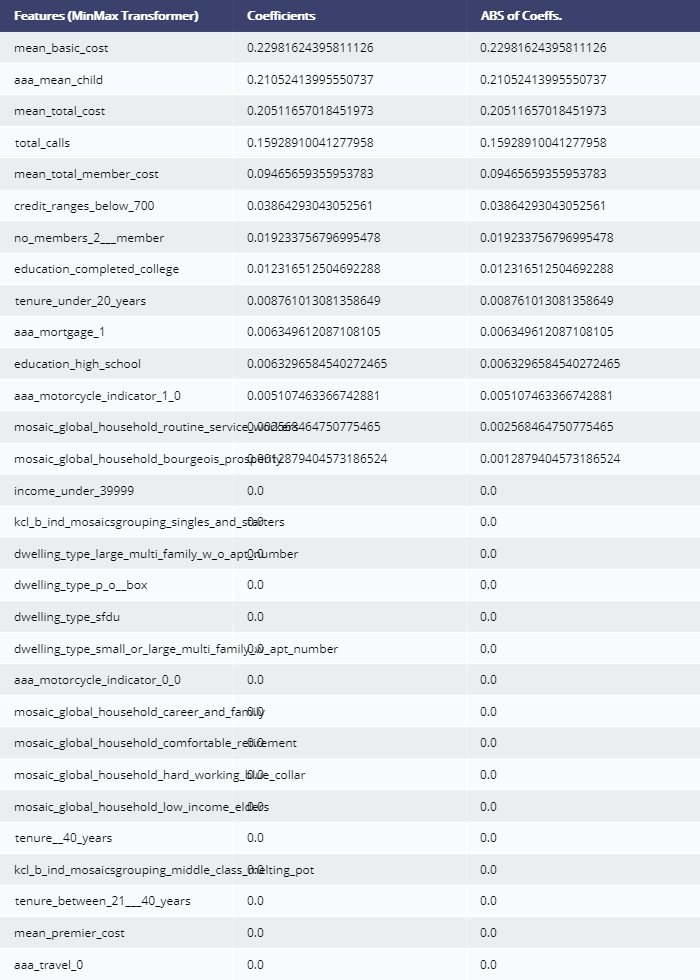 Features (MinMax Transformer) Coefficients ABS of Coeffs.
mean_basic_cost 0.22981624395811126 0.22981624395811126
aaa_mean_child 0.21052413995550737 0.21052413995550737
mean_total_cost 0.20511657018451973 0.20511657018451973
total_calls 0.15928910041277958 0.15928910041277958
mean_total_member_cost 0.09465659355953783 0.09465659355953783
credit_ranges_below_700 0.03864293043052561 0.03864293043052561
no_members_2___member 0.019233756796995478 0.019233756796995478
education_completed_college 0.012316512504692288 0.012316512504692288
tenure_under_20_years 0.008761013081358649 0.008761013081358649
aaa_mortgage_1 0.006349612087108105 0.006349612087108105
education_high_school 0.0063296584540272465 0.0063296584540272465
aaa_motorcycle_indicator_1_0 0.005107463366742881 0.005107463366742881
mosaic_global_household_routine_service_workers 0.002568464750775465 0.002568464750775465
mosaic_global_household_bourgeois_prosperity 0.0012879404573186524 0.0012879404573186524
income_under_39999 0.0 0.0
kcl_b_ind_mosaicsgrouping_singles_and_starters 0.0 0.0
dwelling_type_large_multi_family_w_o_apt_number 0.0 0.0
dwelling_type_p_o__box 0.0 0.0
dwelling_type_sfdu 0.0 0.0
dwelling_type_small_or_large_multi_family_w_apt_number 0.0 0.0
aaa_motorcycle_indicator_0_0 0.0 0.0
mosaic_global_household_career_and_family 0.0 0.0
mosaic_global_household_comfortable_retirement 0.0 0.0
mosaic_global_household_hard_working_blue_collar 0.0 0.0
mosaic_global_household_low_income_elders 0.0 0.0
tenure__40_years 0.0 0.0
kcl_b_ind_mosaicsgrouping_middle_class_melting_pot 0.0 0.0
tenure_between_21___40_years 0.0 0.0
mean_premier_cost 0.0 0.0
aaa_travel_0 0.0 0.0